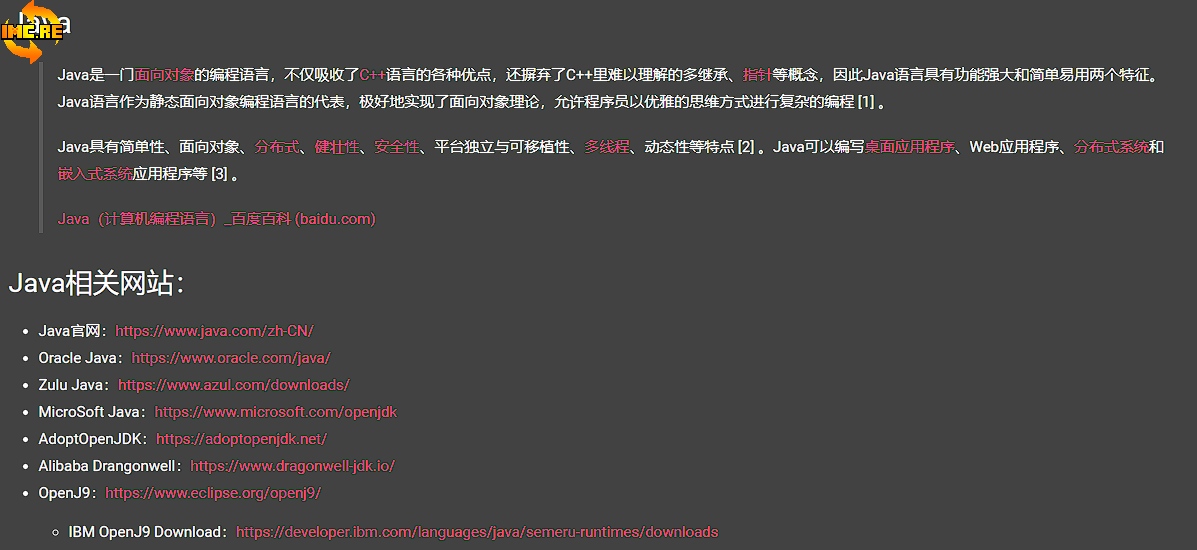 Java
IMC.RE
Java是一门面向对象的编程语言，不仅吸收了C++语言的各种优点，还摒弃了C++里难以理解的多继承、指针等概念，因此Java语言具有功能强大和简单易用两个特征。
Java语言作为静态面向对象编程语言的代表，极好地实现了面向对象理论，允许程序员以优雅的思维方式进行复杂的编程 [1] 。
Java具有简单性、面向对象、分布式、健壮性、安全性、平台独立与可移植性、多线程、动态性等特点 [2] 。Java可以编写桌面应用程序、Web应用程序、分布式系统和
嵌入式系统应用程序等 [3] 。
Java（计算机编程语言）_百度百科 (baidu.com)
Java相关网站：
Java官网：https://www.java.com/zh-CN/
Oracle Java：https://www.oracle.com/java/
Zulu Java：https://www.azul.com/downloads/
MicroSoft Java：https://www.microsoft.com/openjdk
AdoptOpenJDK：https://adoptopenjdk.net/
Alibaba Drangonwell：https://www.dragonwell-jdk.io/
OpenJ9：https://www.eclipse.org/openj9/
IBM OpenJ9 Download：https://developer.ibm.com/languages/java/semeru-runtimes/downloads